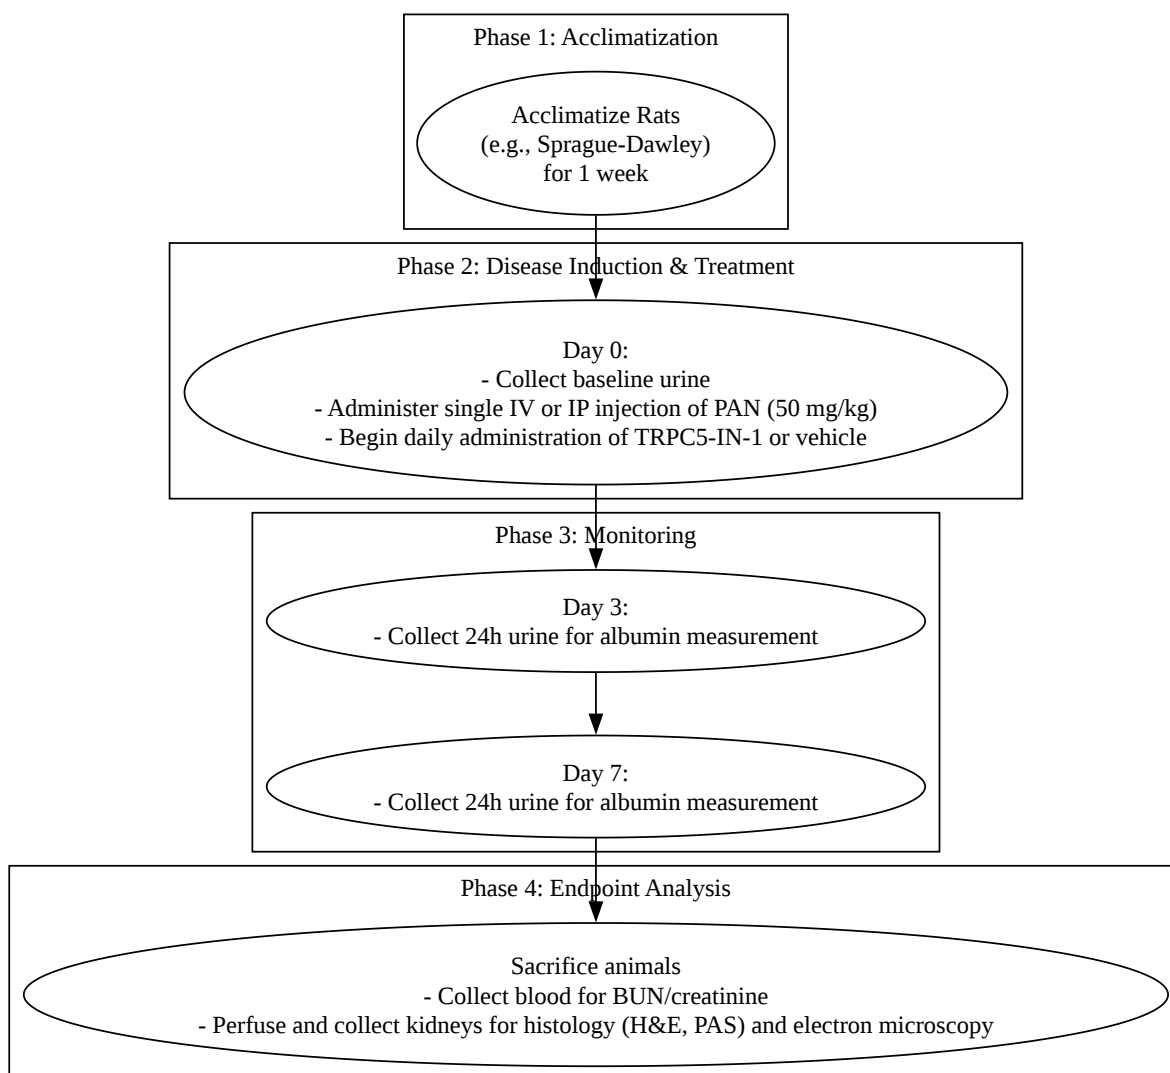 Phase 1: Acclimatization
Acclimatize Rats
(e.g., Sprague-Dawley)
for 1 week
Phase 2: Disease Induction & Treatment
Day 0:
- Collect baseline urine
- Administer single IV or IP injection of PAN (50 mg/kg)
- Begin daily administration of TRPC5-IN-1 or vehicle
Phase 3: Monitoring
Day 3:
- Collect 24h urine for albumin measurement
Day 7:
- Collect 24h urine for albumin measurement
Phase 4: Endpoint Analysis
Sacrifice animals
- Collect blood for BUN/creatinine
- Perfuse and collect kidneys for histology (H&E, PAS) and electron microscopy